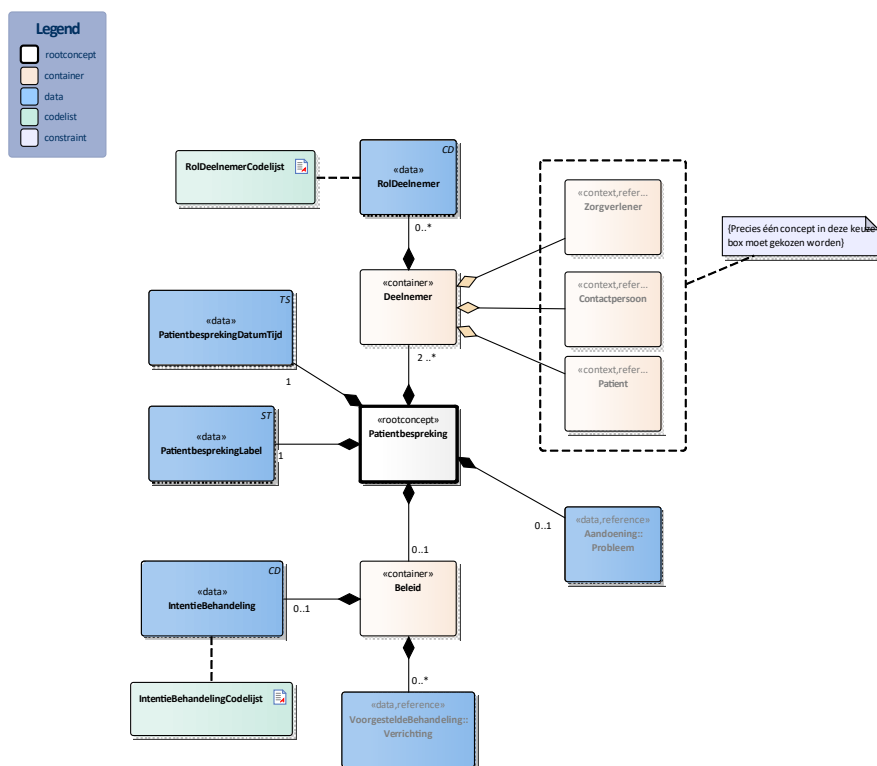 Legend
rootconcept
container
data
codelist
constraint
CD
«data»
RolDeelnemer
RolDeelnemerCodelijst
0..*
«context,refer...
Zorgverlener
{Precies één concept in deze keuze
box moet gekozen worden}
«container»
Deelnemer
«context,refer...
Contactpersoon
TS
«data»
PatientbesprekingDatumTijd
2..*
«context,refer...
Patient
1
«rootconcept»
Patientbespreking
ST
«data»
PatientbesprekingLabel
1
0..1
«data,reference»
Aandoening::
Probleem
0..1
«container»
Beleid
CD
«data»
IntentieBehandeling
0..1
IntentieBehandelingCodelijst
0..*
«data,reference»
VoorgesteldeBehandeling::
Verrichting